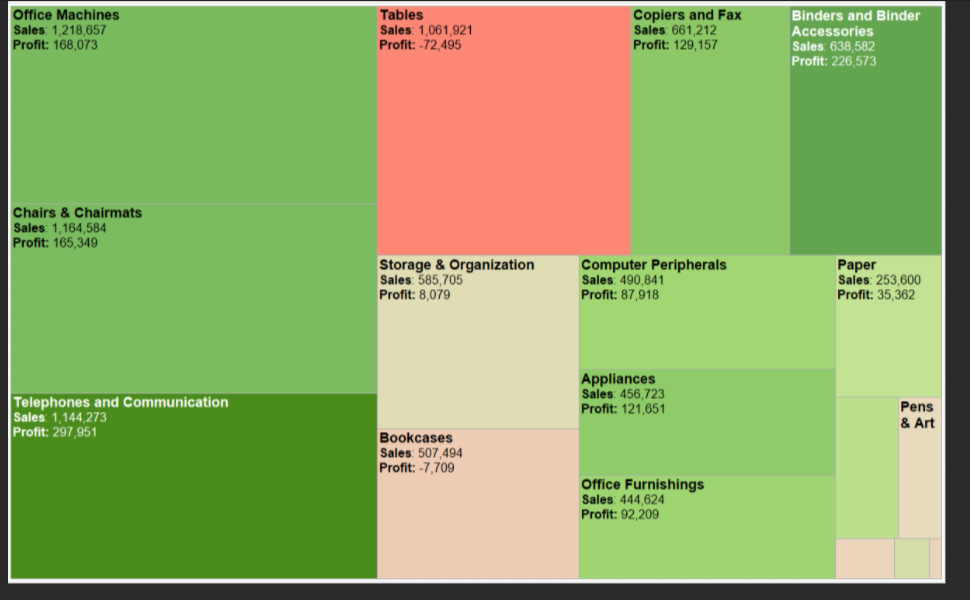 Office Machines
Sales: 1,218,657
Profit: 168,073
Chairs & Chairmats
Sales: 1,164,584
Profit: 165,349
Telephones and Communication
Sales: 1,144,273
Profit: 297,951
Tables
Sales: 1,061,921
Profit: -72,495
Copiers and Fax
Sales: 661,212
Profit: 129,157
Binders and Binder
Accessories
Sales: 638,582
Profit: 226,573
Storage & Organization
Sales: 585,705
Profit: 8,079
Bookcases
Sales: 507,494
Profit: -7,709
Computer Peripherals
Sales: 490,841
Profit: 87,918
Appliances
Sales: 456,723
Profit: 121,651
Office Furnishings
Sales: 444,624
Profit: 92,209
Paper
Sales: 253,600
Profit: 35,362
Pens
& Art